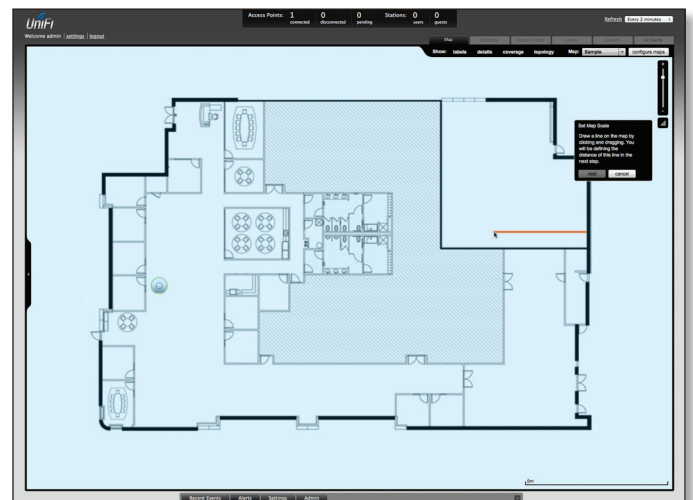 UniFi
Access Points: 1 connected 0 disconnected 0 pending Stations: 0 users 0 guests
Refresh Every 2 minutes
Welcome admin | settings | logout
Map
Show: labels details coverage topology Map: Sample configure maps
Set Map Scale
Draw a line on the map by
clicking and dragging. You
will be defining the
distance of this line in the
next step.
next cancel
5m
Recent Events Alerts Settings Admin